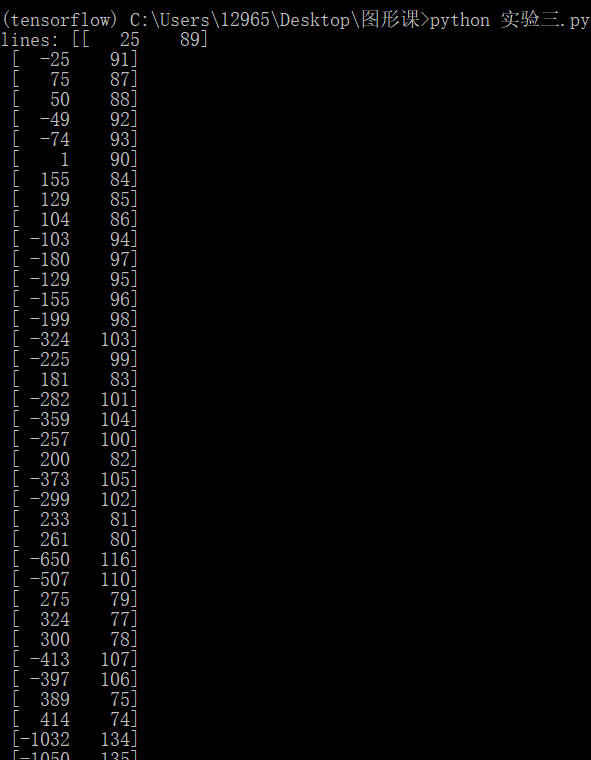 (tensorflow) C:\Users\12965\Desktop\图形课>python 实验三.py
lines: [[   25    89]
 [  -25    91]
 [   75    87]
 [   50    88]
 [  -49    92]
 [  -74    93]
 [    1    90]
 [  155    84]
 [  129    85]
 [  104    86]
 [ -103    94]
 [ -180    97]
 [ -129    95]
 [ -155    96]
 [ -199    98]
 [ -324   103]
 [ -225    99]
 [  181    83]
 [ -282   101]
 [ -359   104]
 [ -257   100]
 [  200    82]
 [ -373   105]
 [ -299   102]
 [  233    81]
 [  261    80]
 [ -650   116]
 [ -507   110]
 [  275    79]
 [  324    77]
 [  300    78]
 [ -413   107]
 [ -397   106]
 [  389    75]
 [  414    74]
 [-1032   134]
 [-1050   135]